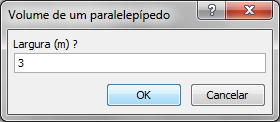 Volume de um paralelepípedo
Largura (m) ?
3
OK
Cancelar